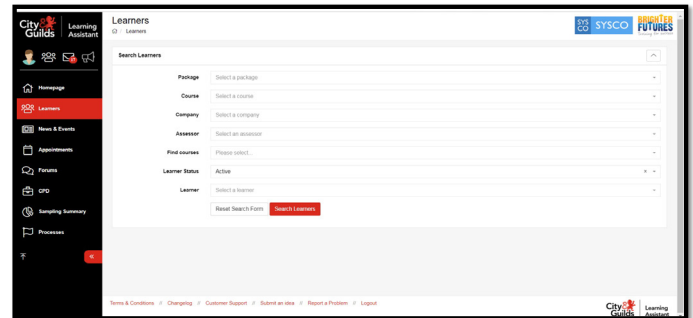 City Guilds Learning Assistant
Learners
Learners
SYS CO SYSCO
BRIGHTER FUTURES
Search Learners
Package Select a package
Course Select a course
Company Select a company
Assessor Select an assessor
Find courses Please select..
Learner Status Active x
Learner Select a learner
Reset Search Form Search Learners
Homepage
Learners
News & Events
Appointments
Forums
CPD
Sampling Summary
Processes
«
Terms & Conditions // Changelog // Customer Support // Submit an idea // Report a Problem // Logout
City Guilds Learning Assistant